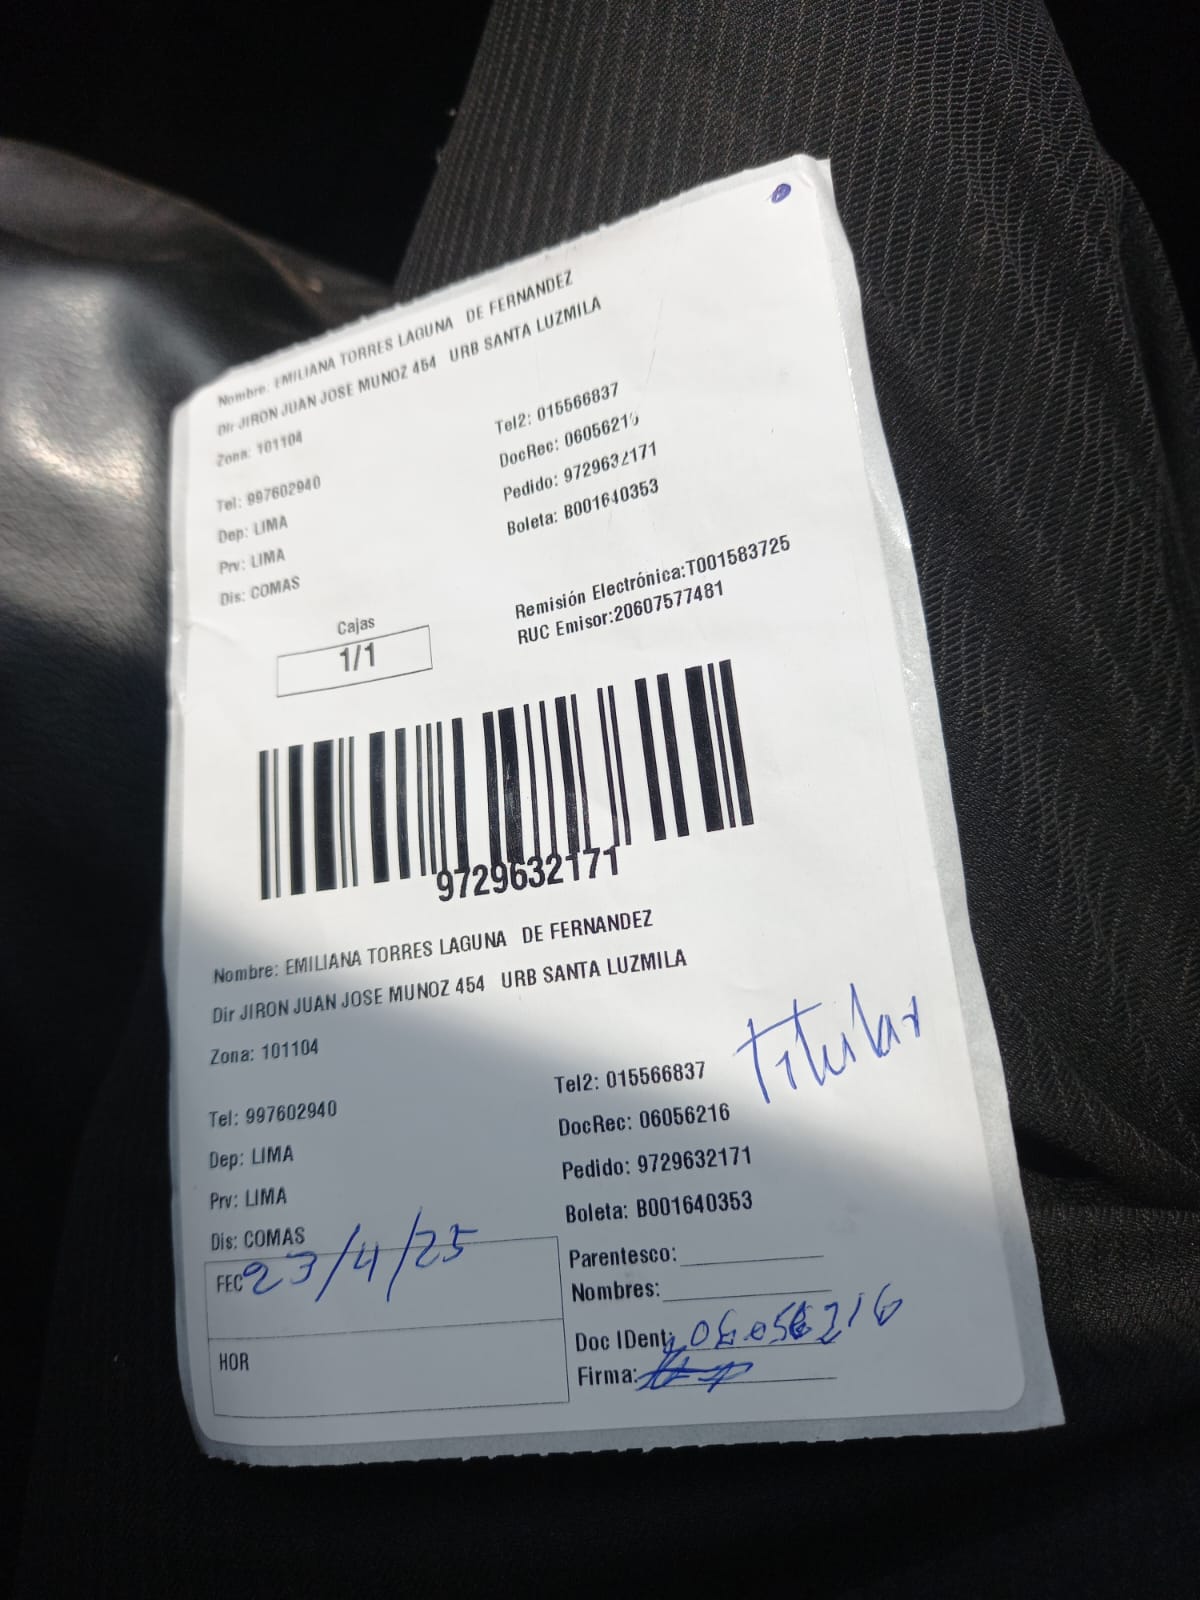 Nombre: EMILIANA TORRES LAGUNA DE FERNANDEZ
Dir JIRON JUAN JOSE MUNOZ 454 URB SANTA LUZMILA
Zona: 101104
Tel2: 015566837
Tel: 997602940
DocRec: 06056216
Dep: LIMA
Pedido: 9729632171
Prv: LIMA
Boleta: B001640353
Dis: COMAS
Remisión Electrónica:T001583725
RUC Emisor:20607577481
Cajas
1/1
9729632171
Nombre: EMILIANA TORRES LAGUNA DE FERNANDEZ
Dir JIRON JUAN JOSE MUNOZ 454 URB SANTA LUZMILA
Zona: 101104
Titular
Tel2: 015566837
Tel: 997602940
DocRec: 06056216
Dep: LIMA
Pedido: 9729632171
Prv: LIMA
Boleta: B001640353
Dis: COMAS
Parentesco:
FEC 23/4/25
Nombres:
Doc IDent: 06056216
HOR
Firma: